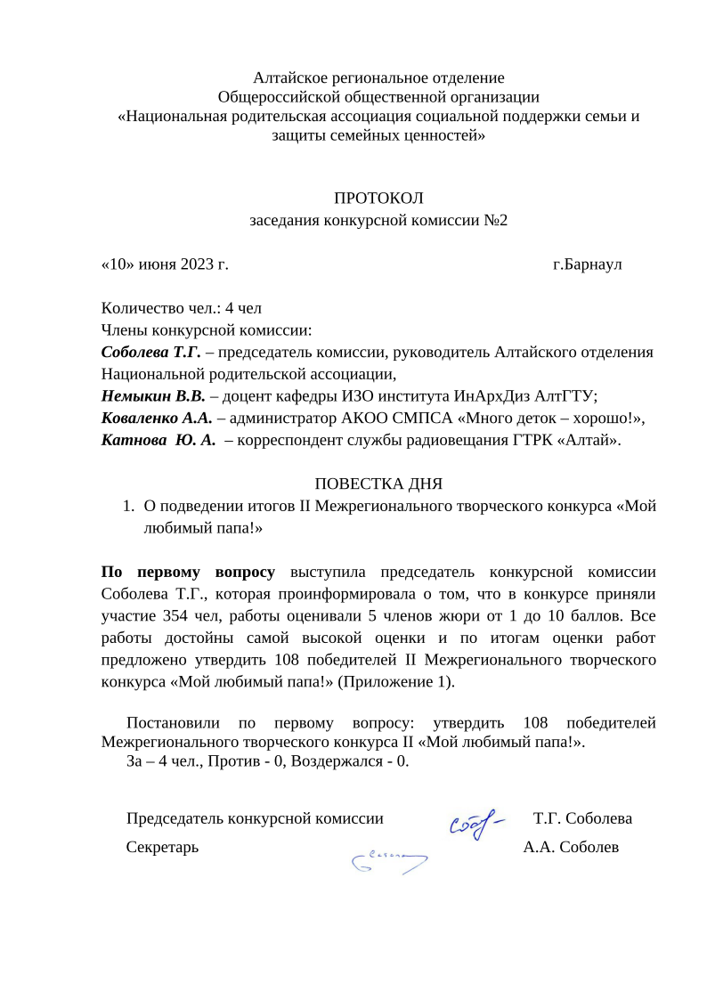 Алтайское региональное отделение
Общероссийской общественной организации
«Национальная родительская ассоциация социальной поддержки семьи и
защиты семейных ценностей»
ПРОТОКОЛ
заседания конкурсной комиссии №2
«10» июня 2023 г. г.Барнаул
Количество чел.: 4 чел
Члены конкурсной комиссии:
Соболева Т.Г. – председатель комиссии, руководитель Алтайского отделения
Национальной родительской ассоциации,
Немыкин В.В. – доцент кафедры ИЗО института ИнАрхДиз АлтГТУ;
Коваленко А.А. – администратор АКОО СМПСА «Много деток – хорошо!»,
Катнова Ю. А. – корреспондент службы радиовещания ГТРК «Алтай».
ПОВЕСТКА ДНЯ
1. О подведении итогов II Межрегионального творческого конкурса «Мой
любимый папа!»
По первому вопросу выступила председатель конкурсной комиссии
Соболева Т.Г., которая проинформировала о том, что в конкурсе приняли
участие 354 чел, работы оценивали 5 членов жюри от 1 до 10 баллов. Все
работы достойны самой высокой оценки и по итогам оценки работ
предложено утвердить 108 победителей II Межрегионального творческого
конкурса «Мой любимый папа!» (Приложение 1).
Постановили по первому вопросу: утвердить 108 победителей
Межрегионального творческого конкурса II «Мой любимый папа!».
За – 4 чел., Против - 0, Воздержался - 0.
Председатель конкурсной комиссии Т.Г. Соболева
Секретарь А.А. Соболев